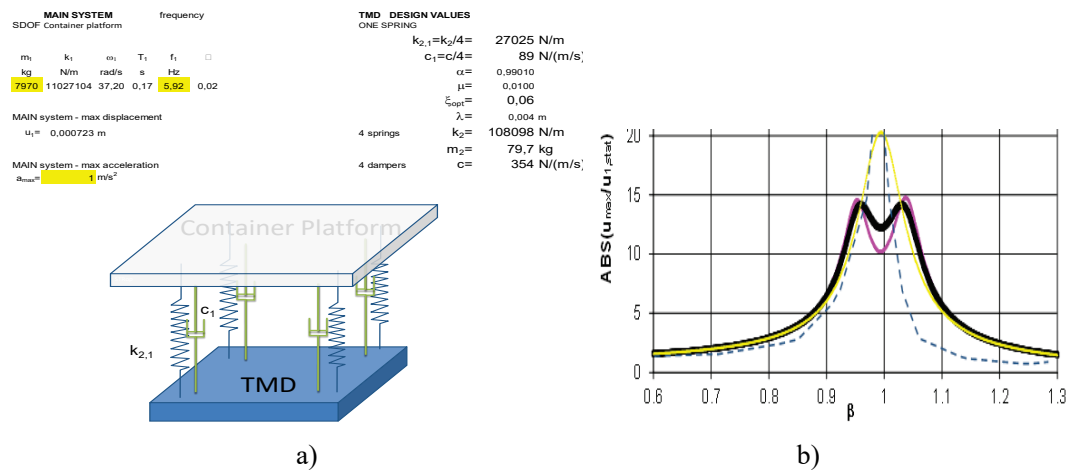 MAIN SYSTEM frequency
SDOF Container platform
m₁ k₁ ω₁ T₁ f₁ □
kg N/m rad/s s Hz
7970 11027104 37,20 0,17 5,92 0,02
MAIN system - max displacement
u₁= 0,000723 m
MAIN system - max acceleration
aₘₐₓ= 1 m/s²
TMD DESIGN VALUES
ONE SPRING
k₂,₁=k₂/4= 27025 N/m
c₁=c/4= 89 N/(m/s)
α= 0,99010
μ= 0,0100
ξopt= 0,06
λ= 0,004 m
4 springs k₂= 108098 N/m
m₂= 79,7 kg
4 dampers c= 354 N/(m/s)
Container Platform
c₁
k₂,₁
TMD
a)
ABS(uₘₐₓ/u₁,stat)
20
15
10
5
0
0.6 0.7 0.8 0.9 1 1.1 1.2 1.3
β
b)